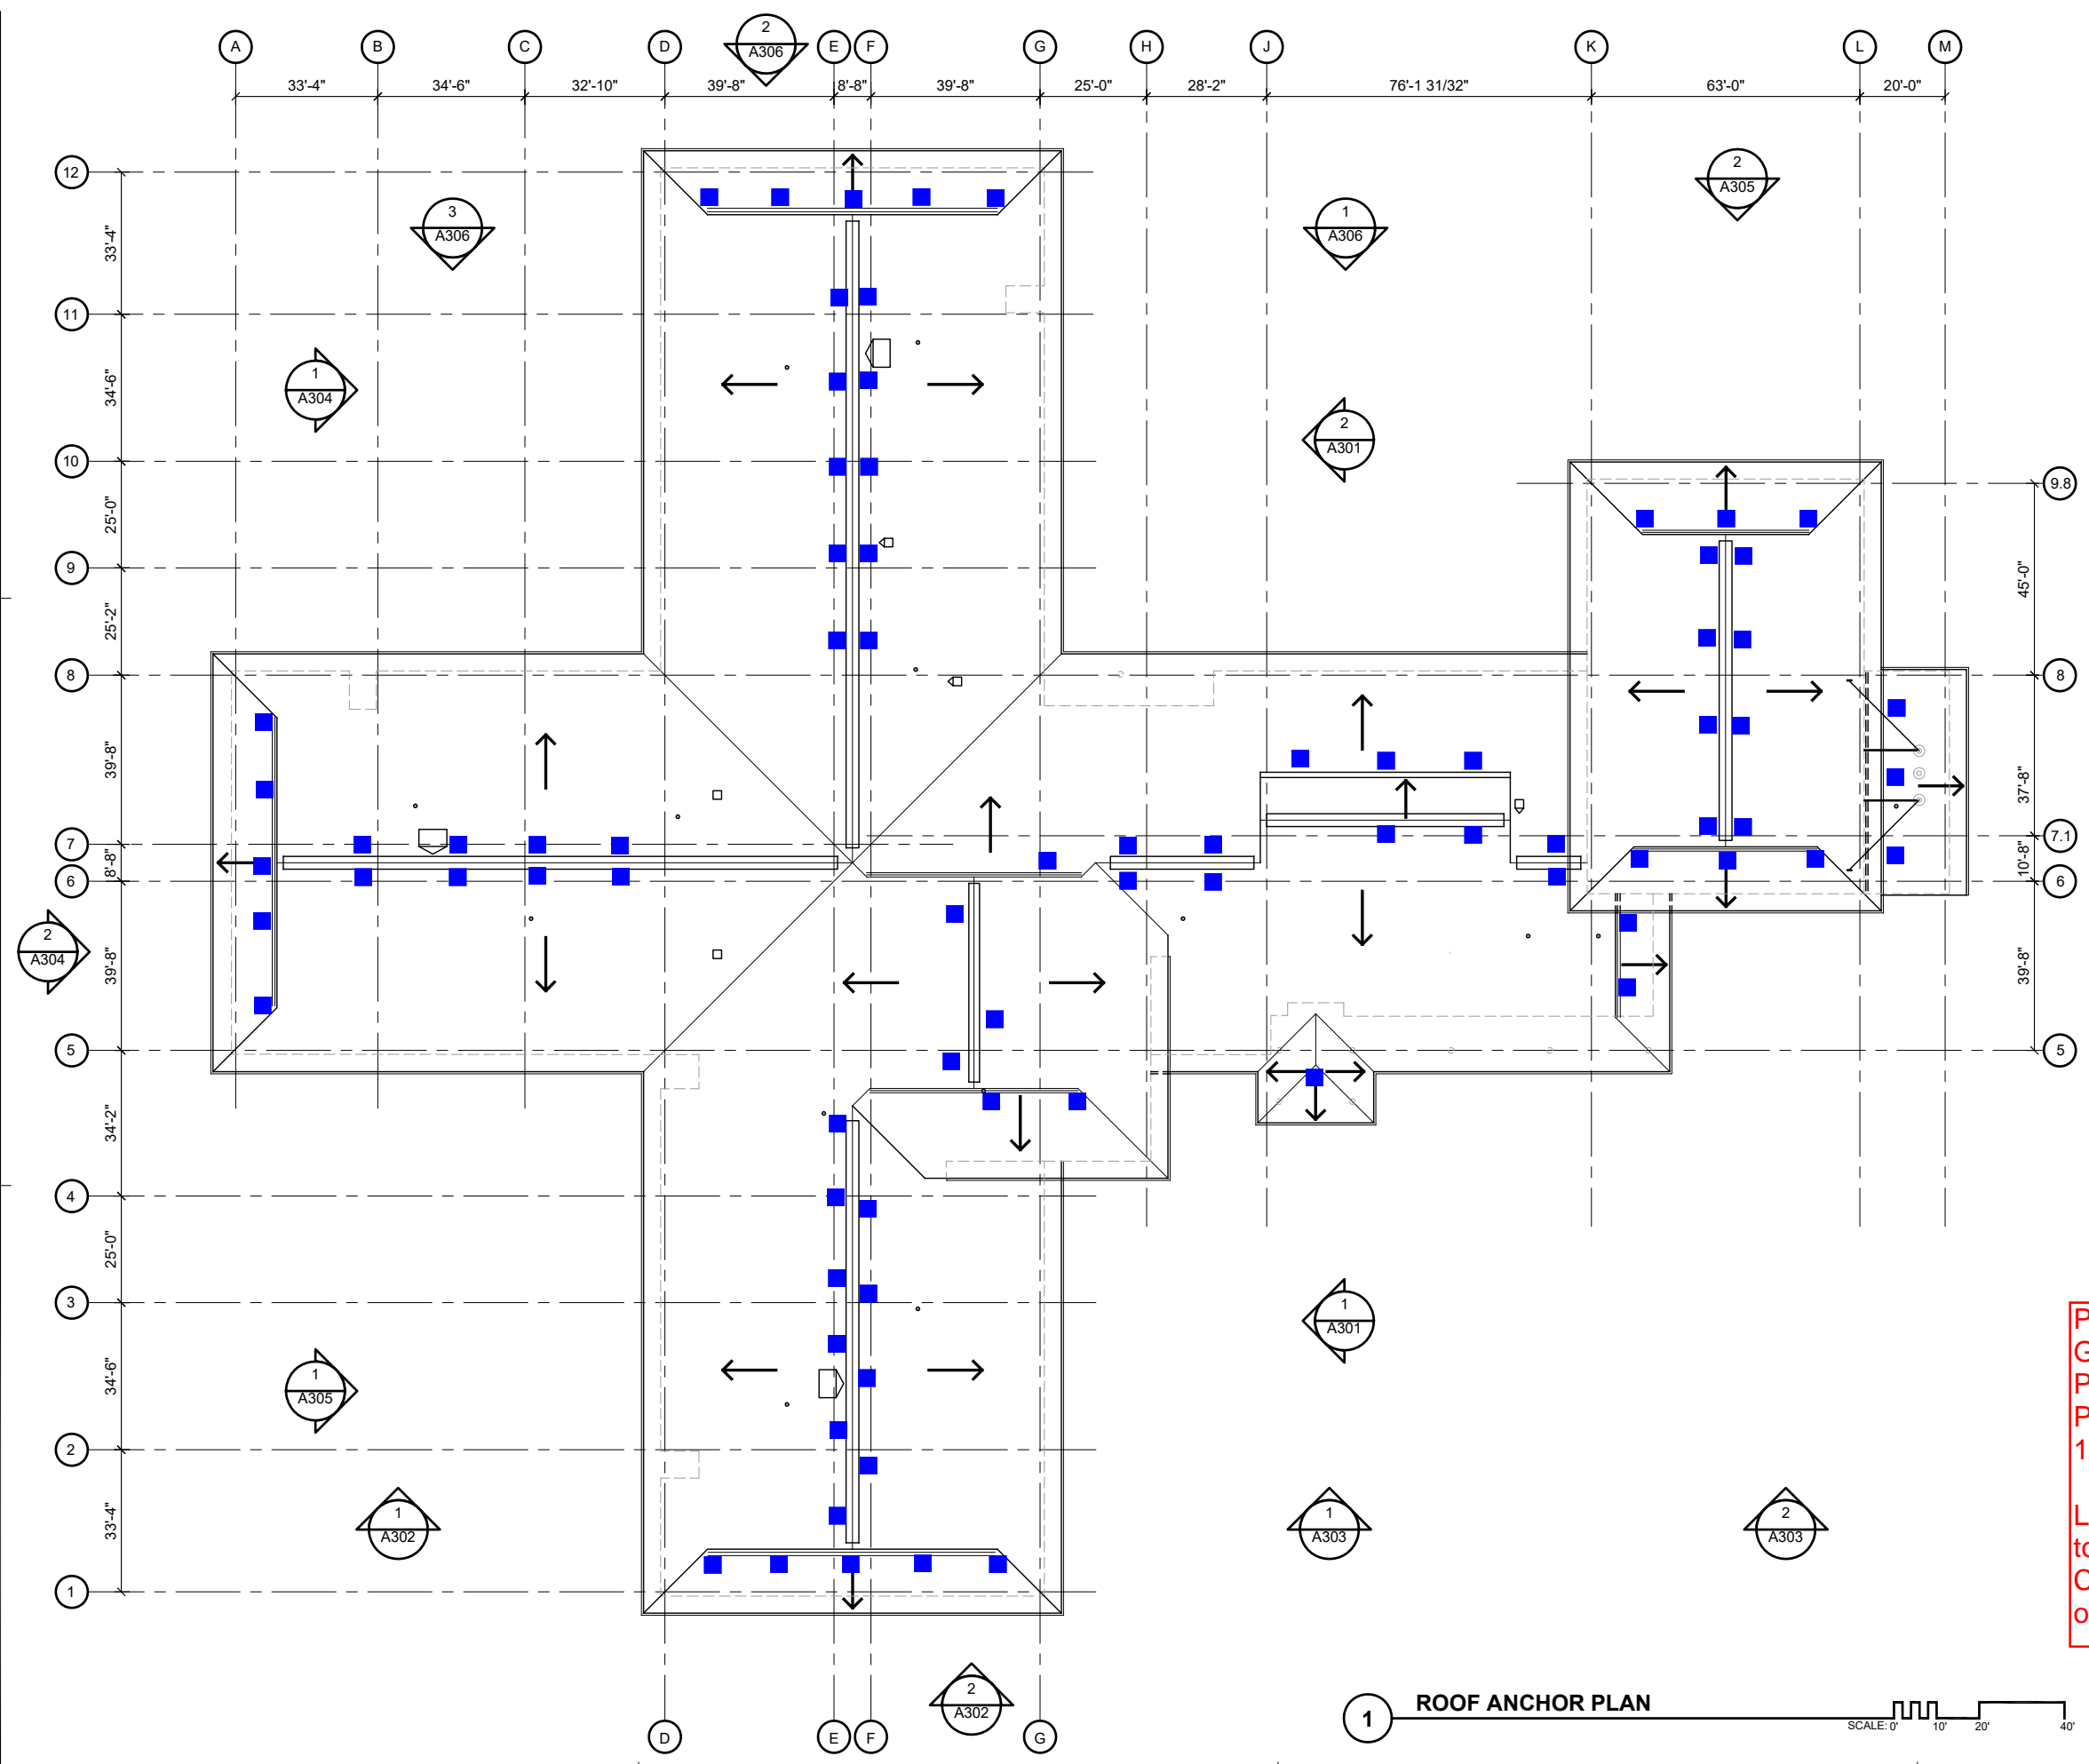 A B C D E F G H J K L M
2
A306
33'-4" 34'-6" 32'-10" 39'-8" 8'-8" 39'-8" 25'-0" 28'-2" 76'-1 31/32" 63'-0" 20'-0"
12
2
A305
3
A306
1
A306
33'-4"
11
1
A304
34'-6"
2
A301
10
9.8
25'-0"
9
45'-0"
25'-2"
8
8
39'-8"
37'-8"
7
7.1
8'-8"
10'-8"
6
6
2
A304
39'-8"
39'-8"
5
5
34'-2"
4
25'-0"
3
1
A301
34'-6"
1
A305
2
33'-4"
1
A302
1
A303
2
A303
1
2
A302
D E F G
1
ROOF ANCHOR PLAN
SCALE: 0' 10' 20' 40'
P
G
P
P
1
L
to
o